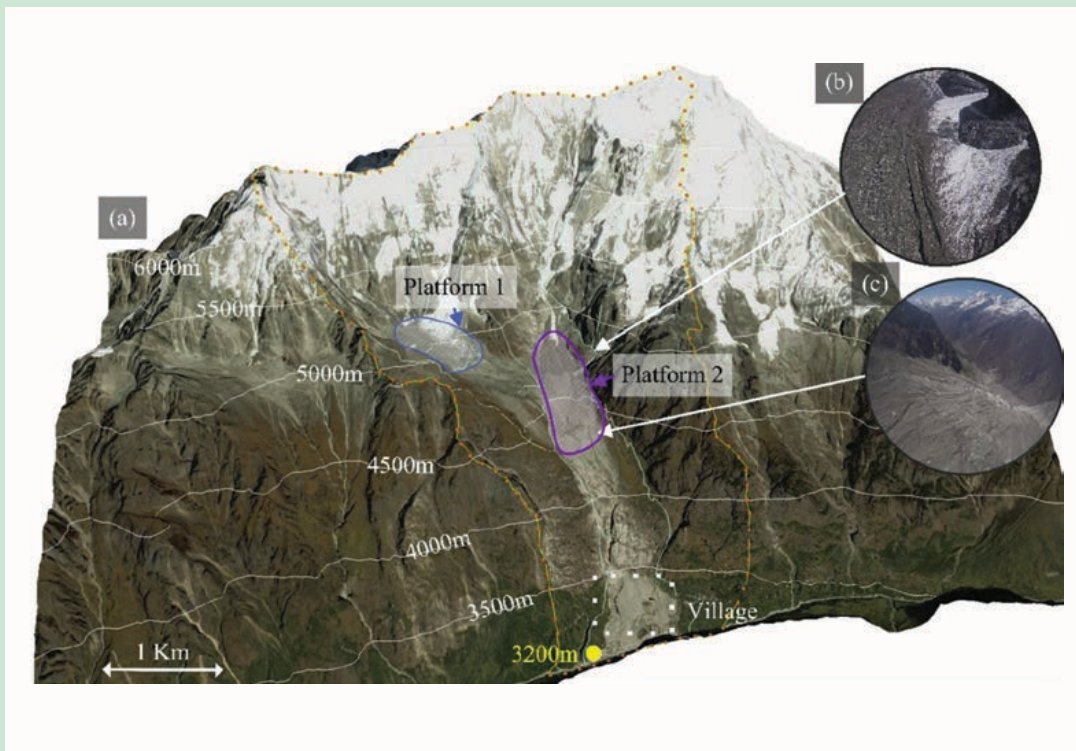 (b)
(a)
6000m
(c)
Platform 1
5500m
5000m
Platform 2
4500m
4000m
3500m
Village
3200m
1 Km